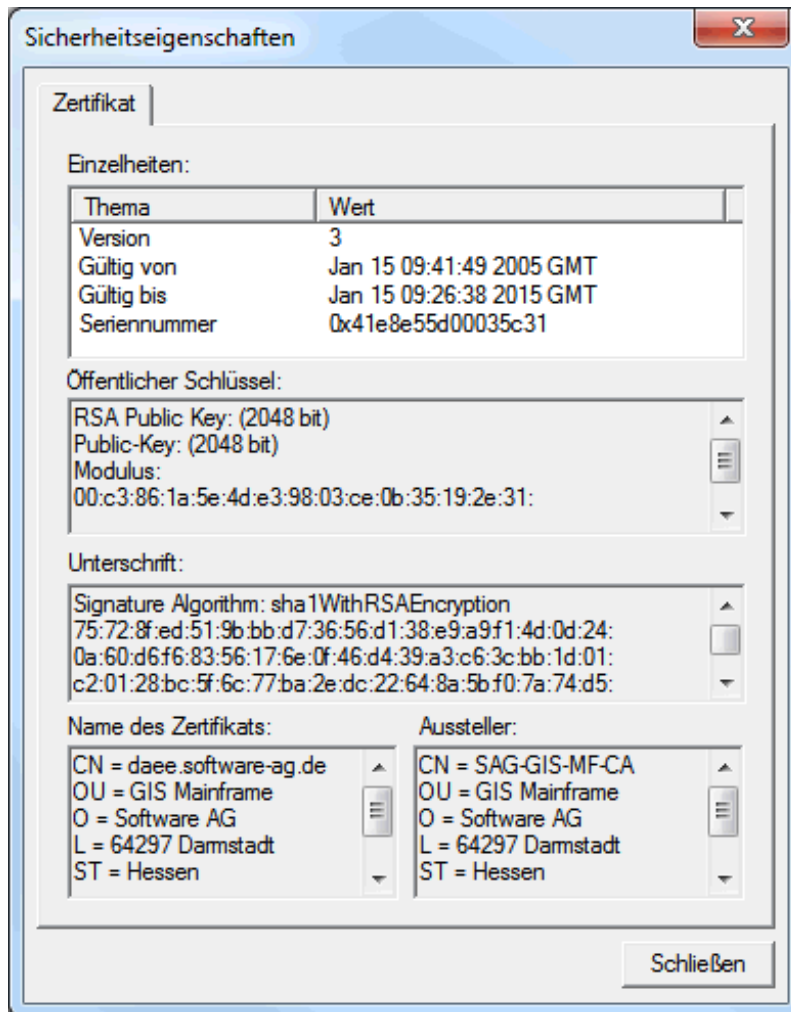 Sicherheitseigenschaften
Zertifikat
Einzelheiten:
Thema Wert
Version 3
Gültig von Jan 15 09:41:49 2005 GMT
Gültig bis Jan 15 09:26:38 2015 GMT
Seriennummer 0x41e8e55d00035c31
Öffentlicher Schlüssel:
RSA Public Key: (2048 bit)
Public-Key: (2048 bit)
Modulus:
00:c3:86:1a:5e:4d:e3:98:03:ce:0b:35:19:2e:31:
Unterschrift:
Signature Algorithm: sha1WithRSAEncryption
75:72:8f:ed:51:9b:bb:d7:36:56:d1:38:e9:a9:f1:4d:0d:24:
0a:60:d6:f6:83:56:17:6e:0f:46:d4:39:a3:c6:3c:bb:1d:01:
c2:01:28:bc:5f:6c:77:ba:2e:dc:22:64:8a:5b:f0:7a:74:d5:
Name des Zertifikats: Aussteller:
CN = daee.software-ag.de CN = SAG-GIS-MF-CA
OU = GIS Mainframe OU = GIS Mainframe
O = Software AG O = Software AG
L = 64297 Darmstadt L = 64297 Darmstadt
ST = Hessen ST = Hessen
Schließen